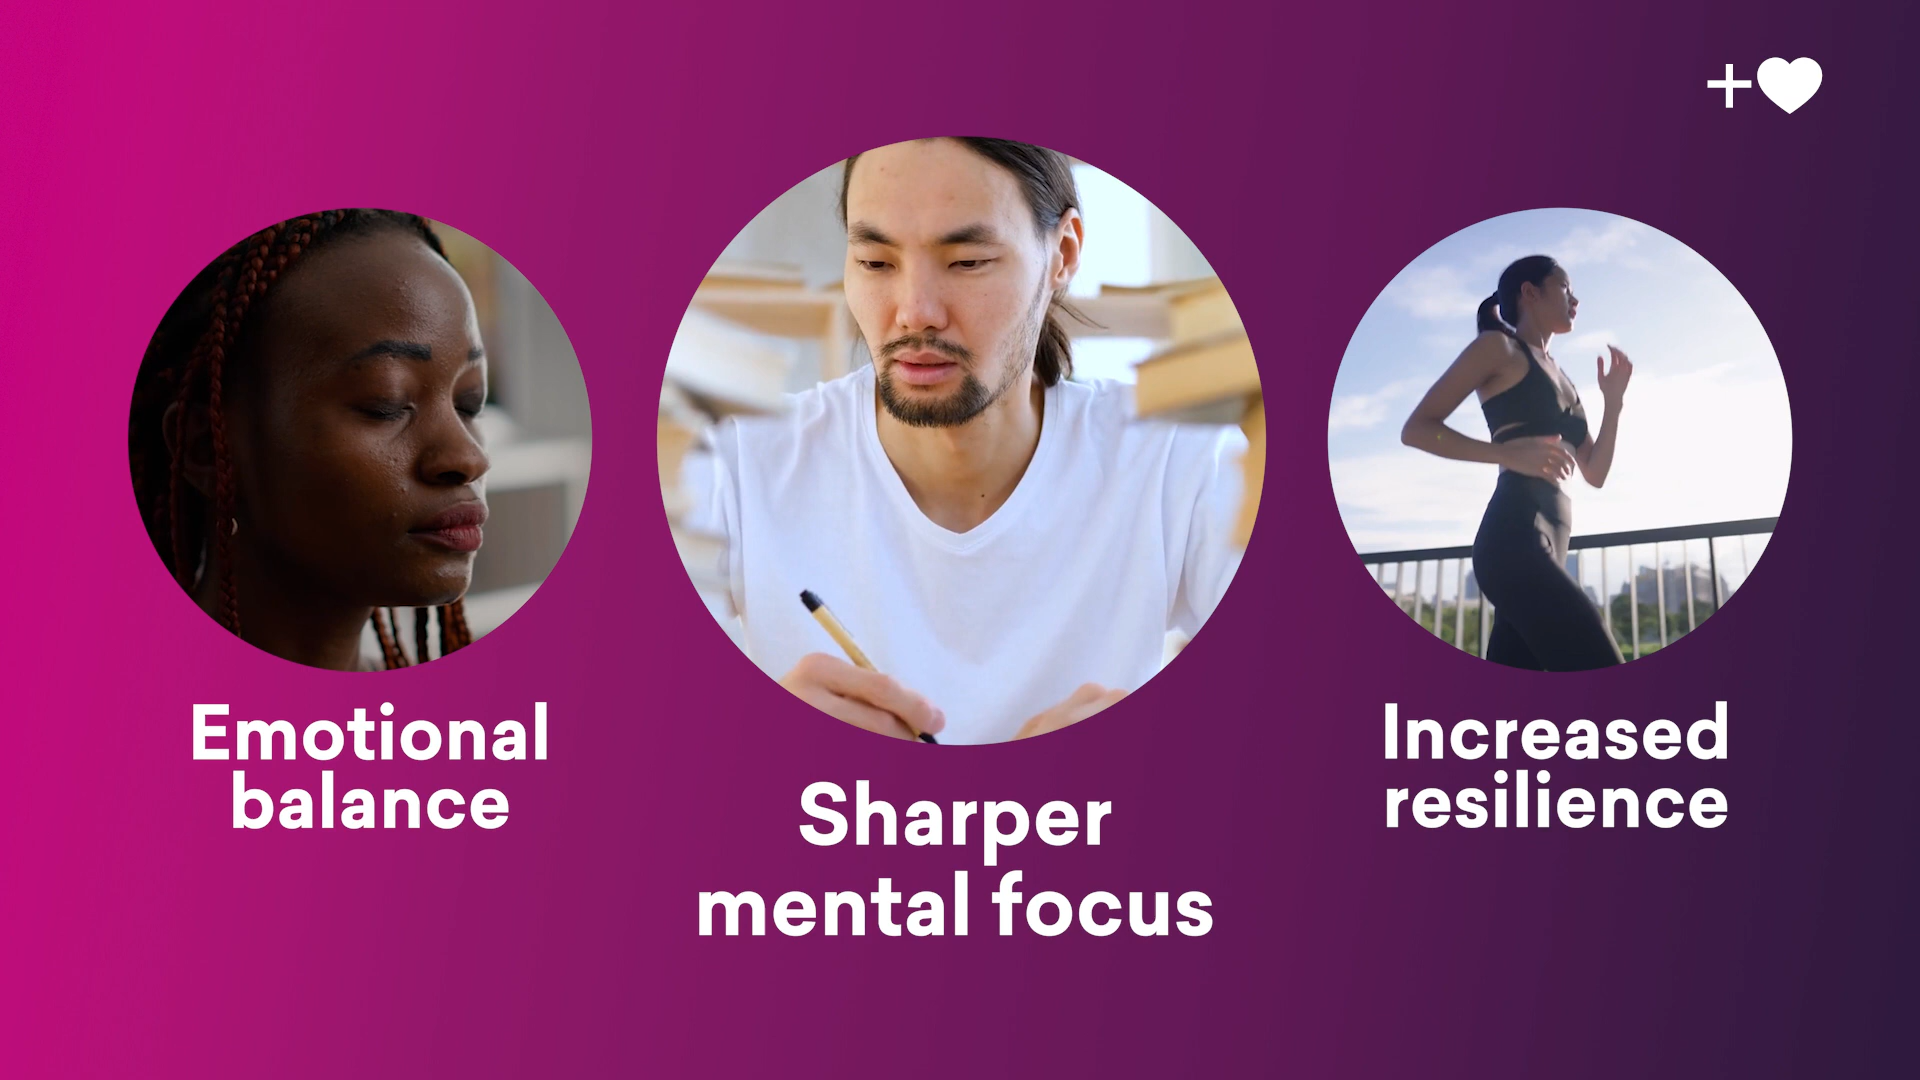 Emotional
balance
Sharper
mental focus
Increased
resilience